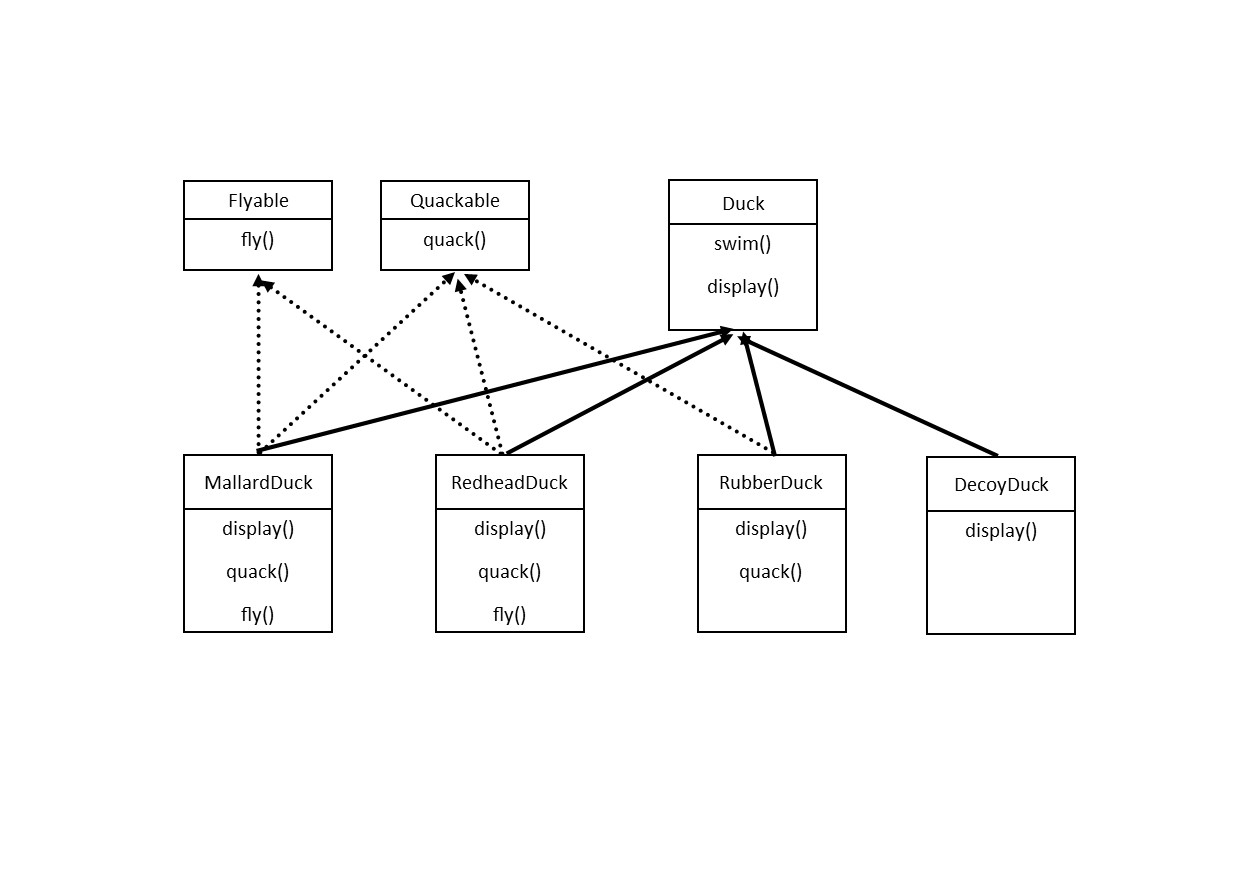 Flyable
fly()
Quackable
quack()
Duck
swim()
display()
MallardDuck
display()
quack()
fly()
RedheadDuck
display()
quack()
fly()
RubberDuck
display()
quack()
DecoyDuck
display()